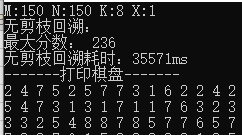 M:150 N:150 K:8 X:1
无剪枝回溯：
最大分数： 236
无剪枝回溯耗时：35571ms
-------打印棋盘-------
2 4 7 5 2 5 7 7 3 1 6 2 2 4 2
5 4 7 3 1 3 1 7 1 1 7 6 3 6 7
3 3 2 5 4 8 8 7 8 5 7 7 6 5 7